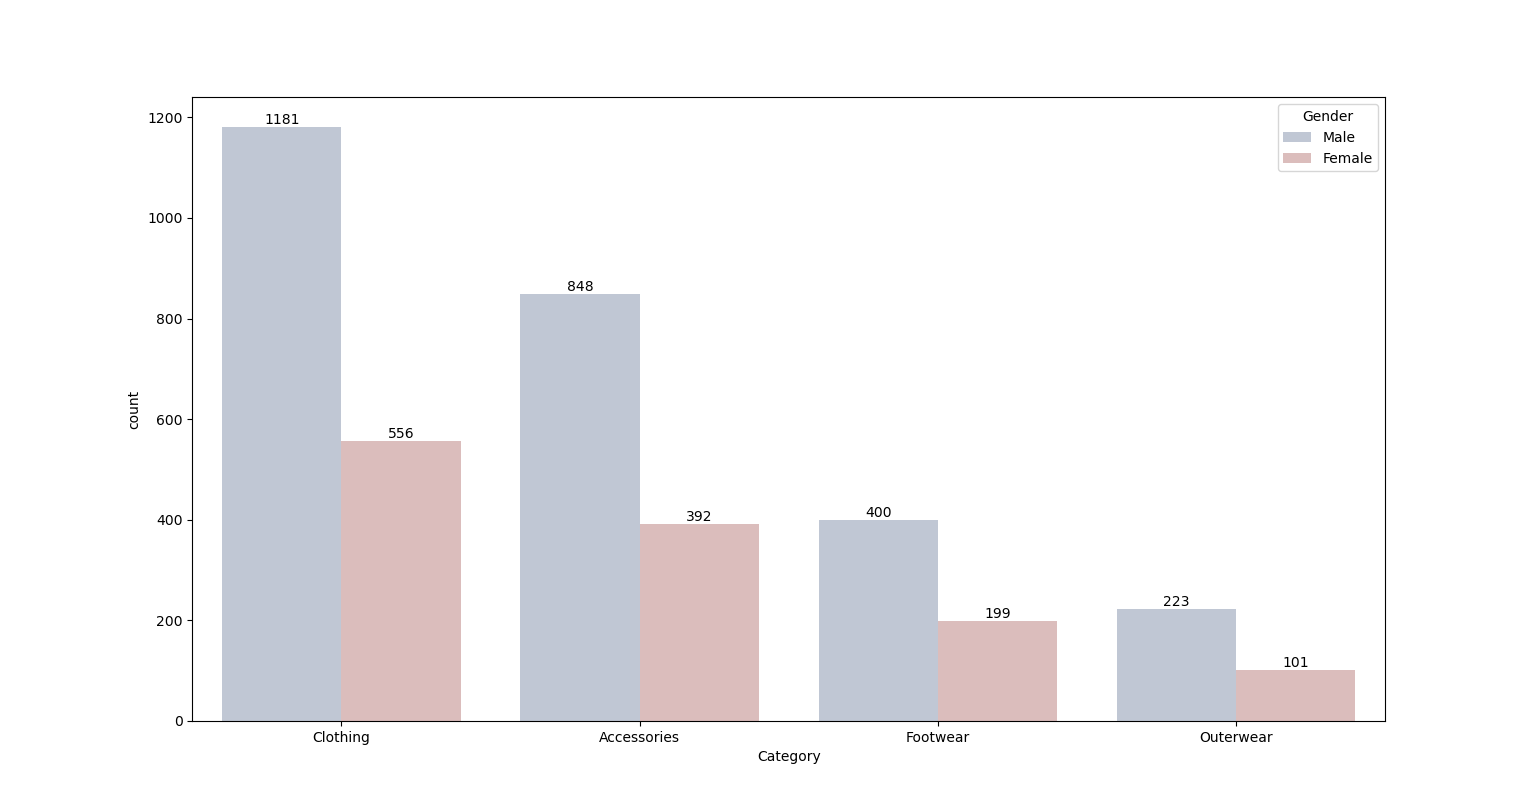 Gender
Male
Female
count
1200
1000
800
600
400
200
0
1181
556
848
392
400
199
223
101
Clothing
Accessories
Footwear
Outerwear
Category